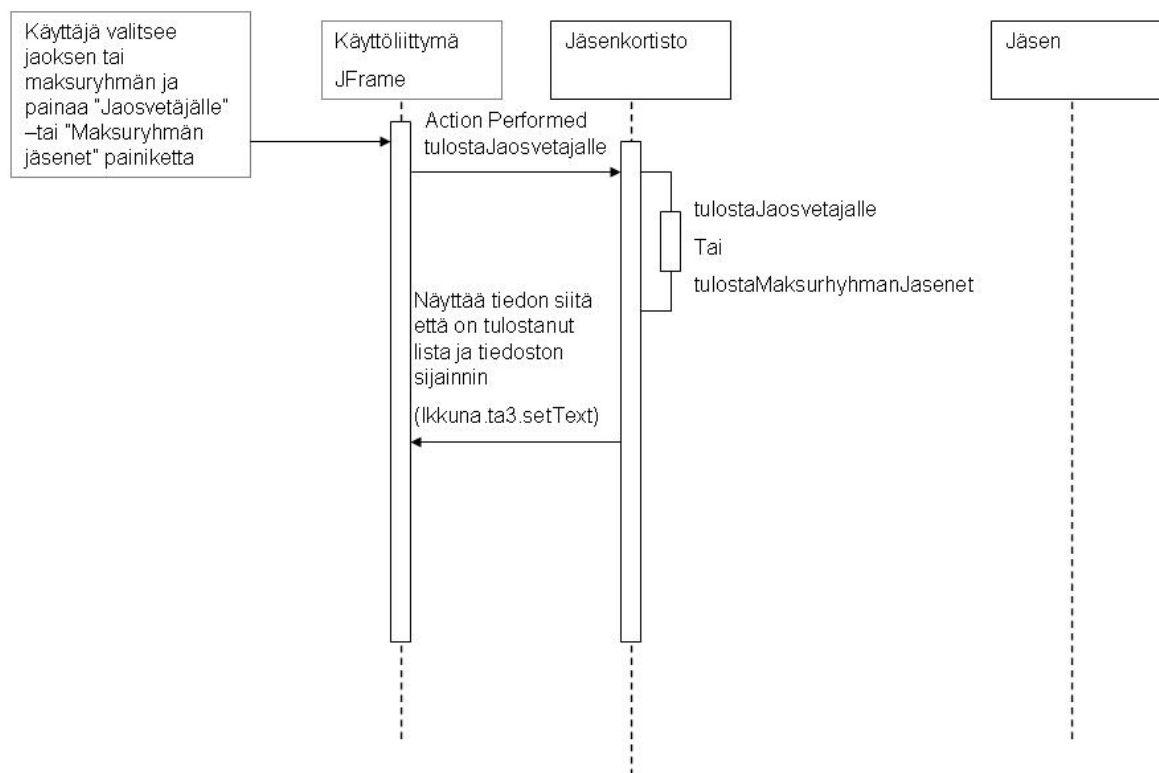 Käyttäjä valitsee
jaoksen tai
maksuryhmän ja
painaa "Jaosvetäjälle"
–tai "Maksuryhmän
jäsenet" painiketta
Käyttöliittymä
JFrame
Jäsenkortisto
Jäsen
Action Performed
tulostaJaosvetajalle
tulostaJaosvetajalle
Tai
tulostaMaksurhyhmanJasenet
Näyttää tiedon siitä
että on tulostanut
lista ja tiedoston
sijainnin
(Ikkuna.ta3.setText)